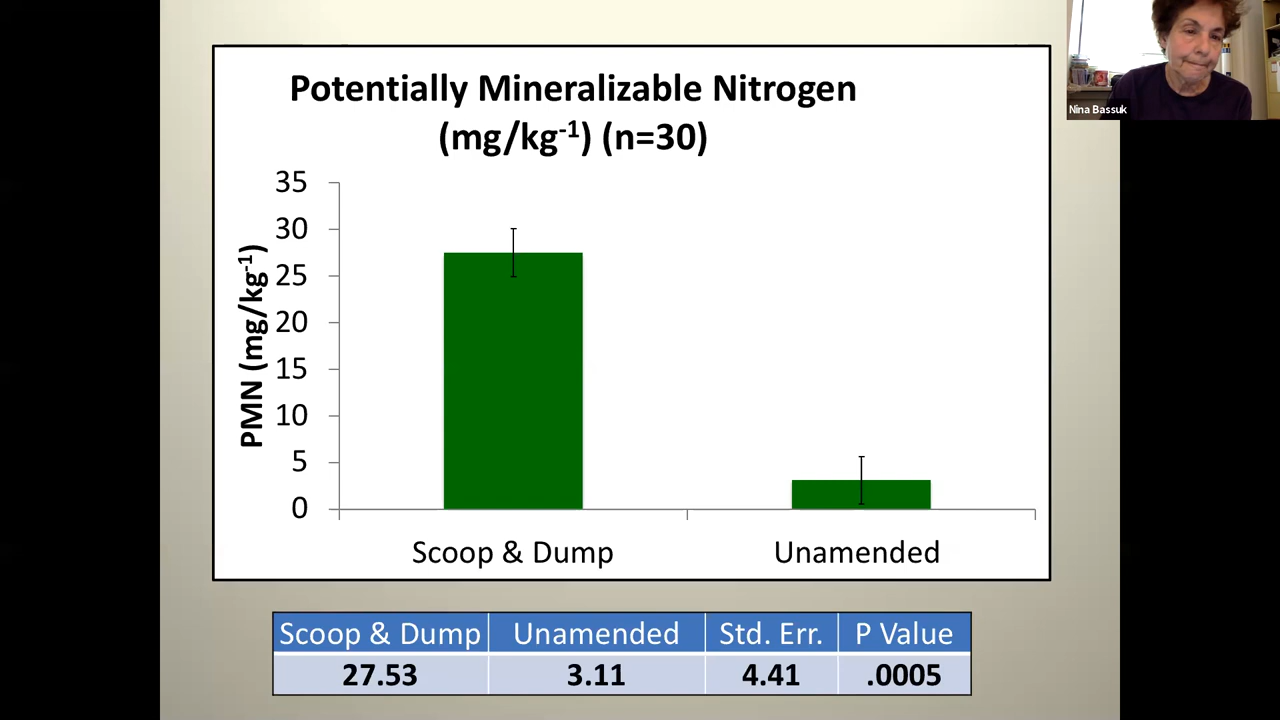 Potentially Mineralizable Nitrogen
(mg/kg⁻¹) (n=30)
PMN (mg/kg⁻¹)
35
30
25
20
15
10
5
0
Scoop & Dump Unamended
Scoop & Dump Unamended Std. Err. P Value
27.53 3.11 4.41 .0005
Nina Bassuk